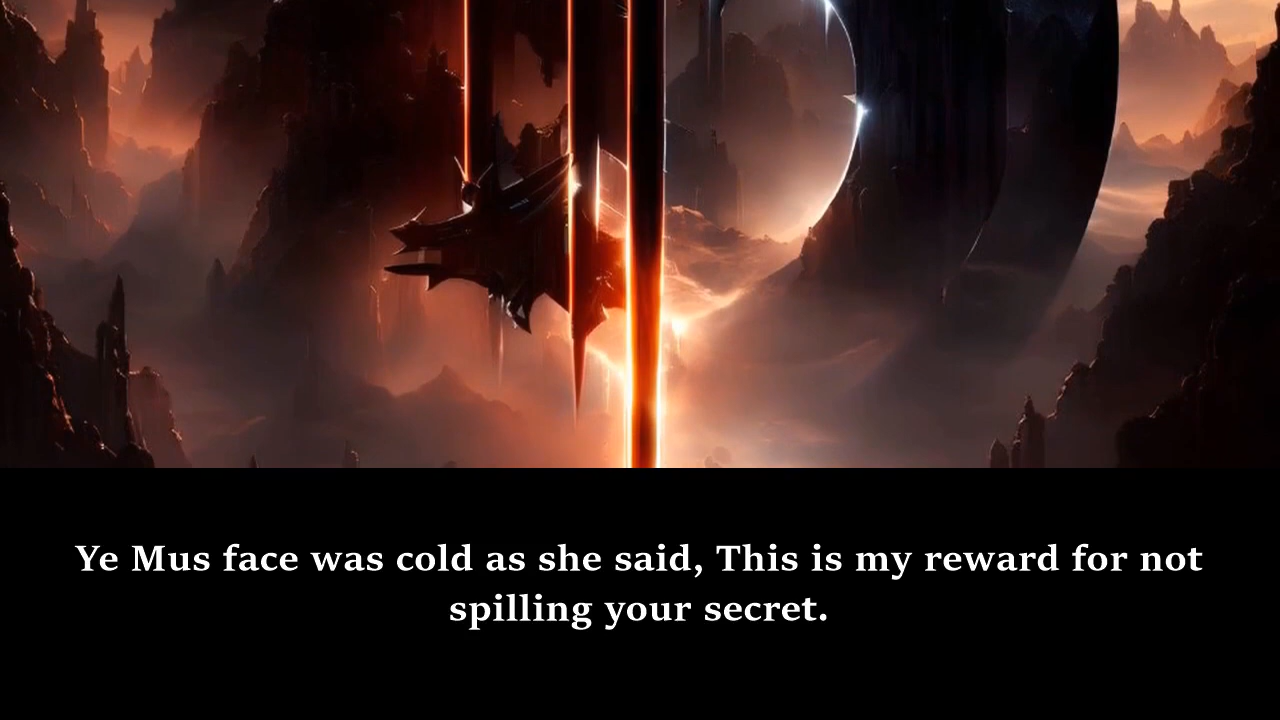 Ye Mus face was cold as she said, This is my reward for not
spilling your secret.